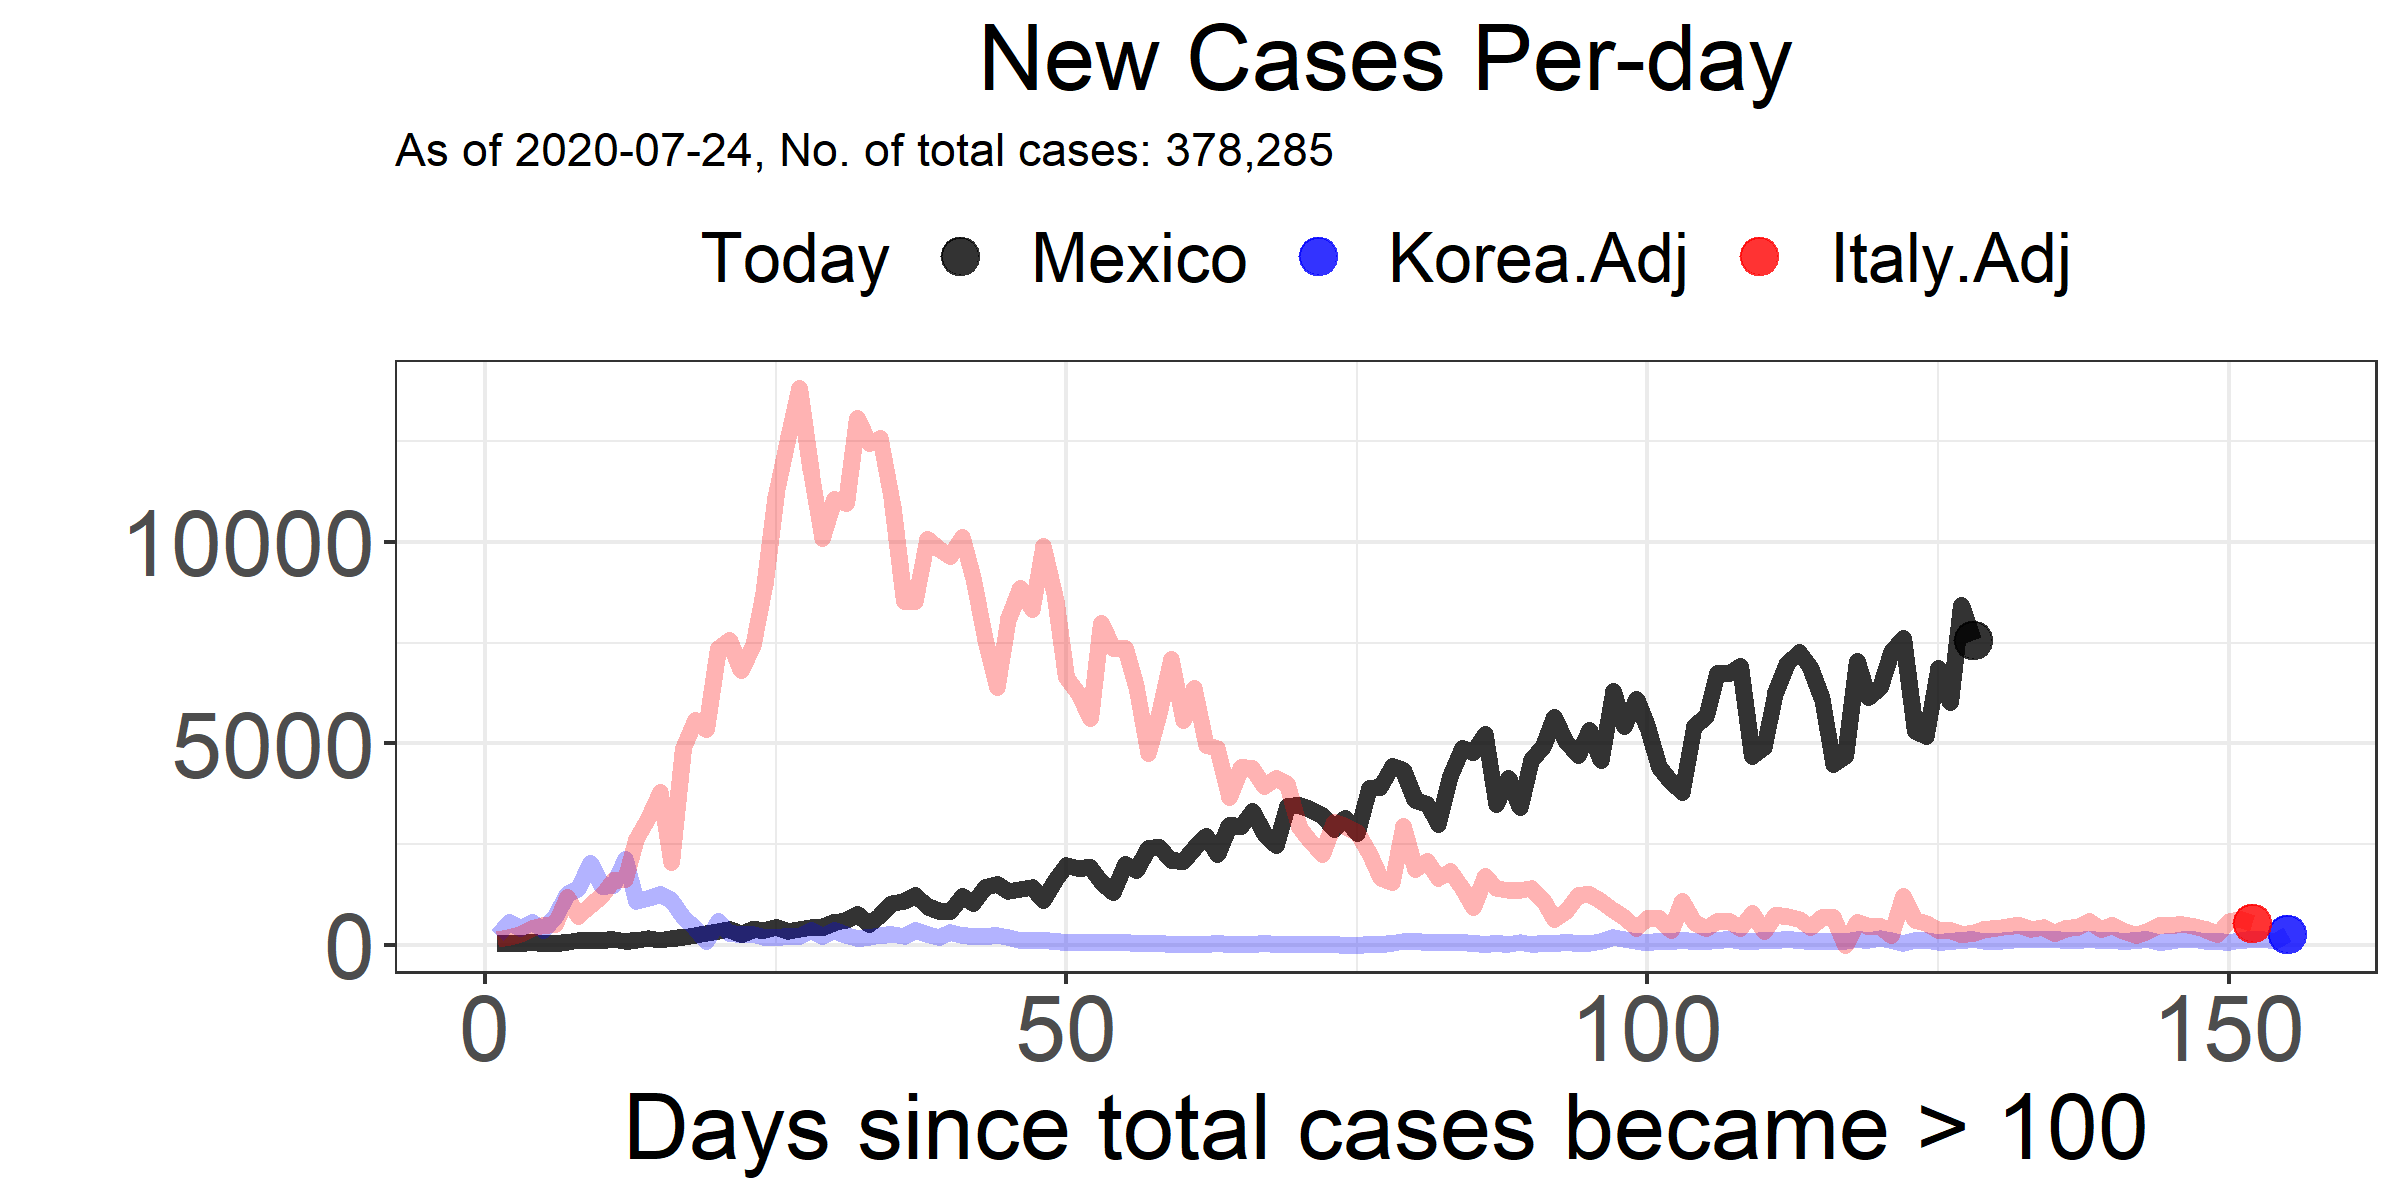 New Cases Per-day
As of 2020-07-24, No. of total cases: 378,285
Today Mexico Korea.Adj Italy.Adj
10000
5000
0
0 50 100 150
Days since total cases became > 100